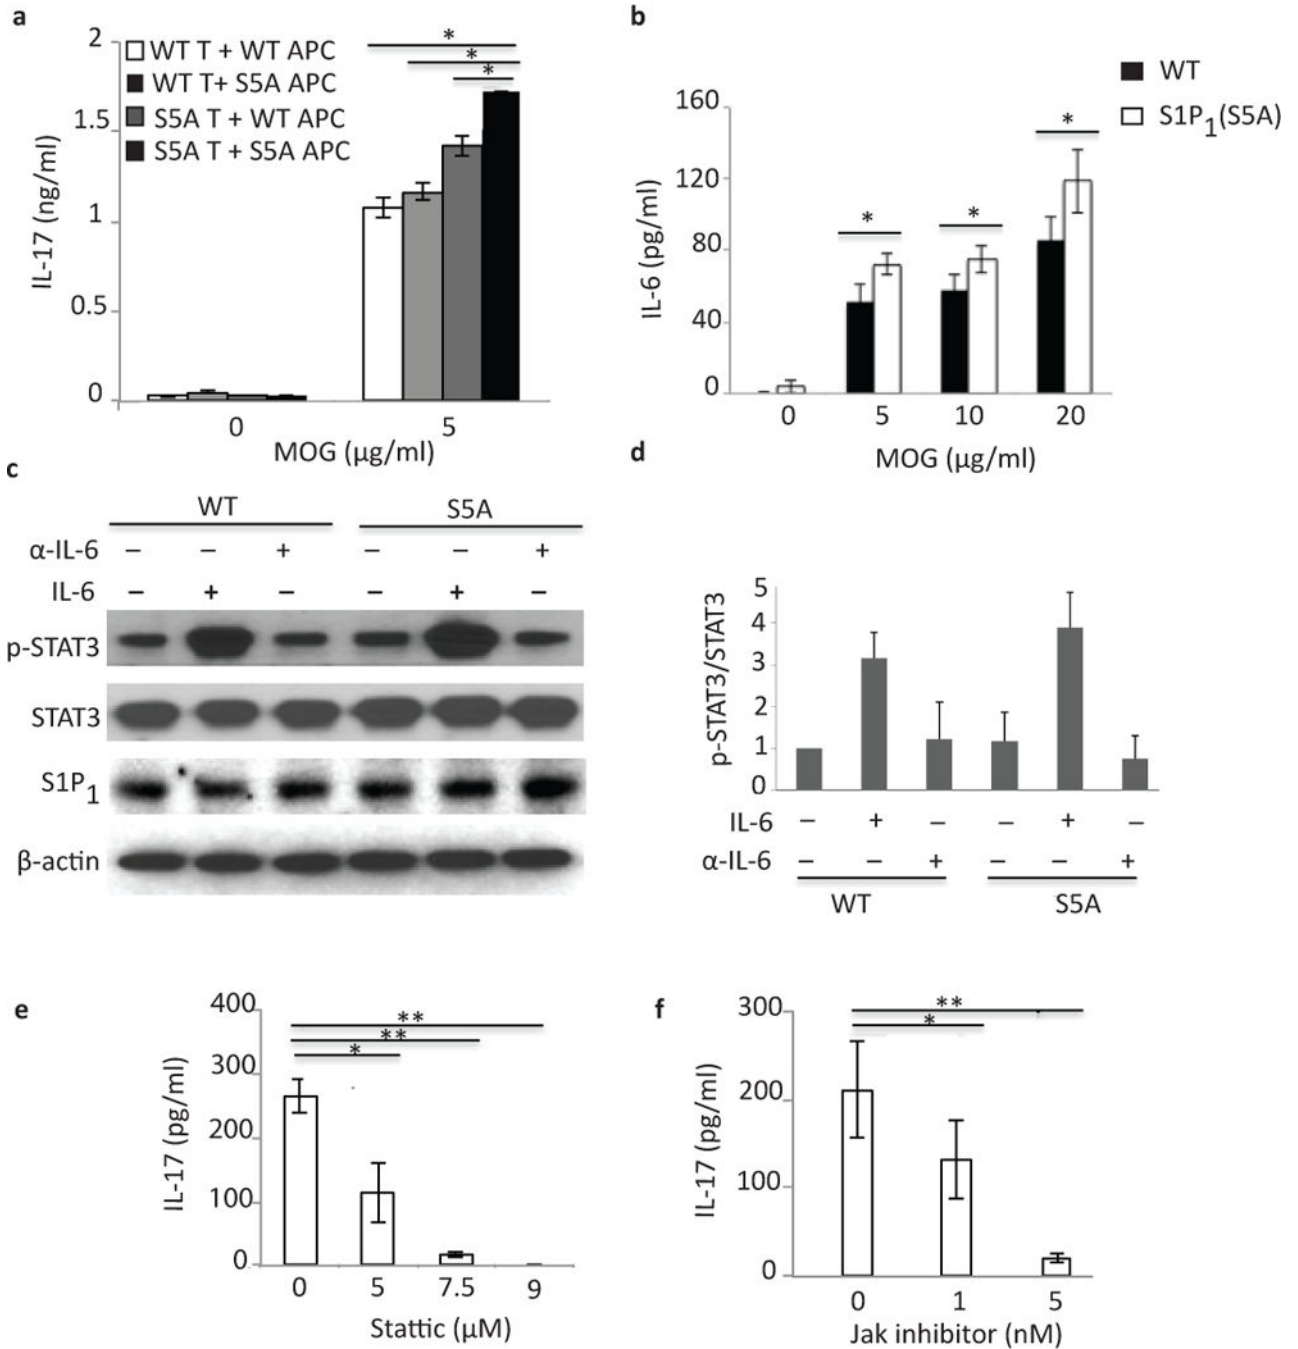 a
2
1.5
1
0.5
0
IL-17 (ng/ml)
WT T + WT APC
WT T+ S5A APC
S5A T + WT APC
S5A T + S5A APC
*
*
*
0 5
MOG (µg/ml)
b
160
120
80
40
0
IL-6 (pg/ml)
WT
S1P1(S5A)
*
*
*
0 5 10 20
MOG (µg/ml)
c
WT S5A
α-IL-6 – – + – – +
IL-6 – + – – + –
p-STAT3
STAT3
S1P1
β-actin
d
5
4
3
2
1
0
p-STAT3/STAT3
IL-6 – + – – + –
α-IL-6 – – + – – +
WT S5A
e
400
300
200
100
0
IL-17 (pg/ml)
**
**
*
0 5 7.5 9
Stattic (µM)
f
300
200
100
0
IL-17 (pg/ml)
**
*
0 1 5
Jak inhibitor (nM)